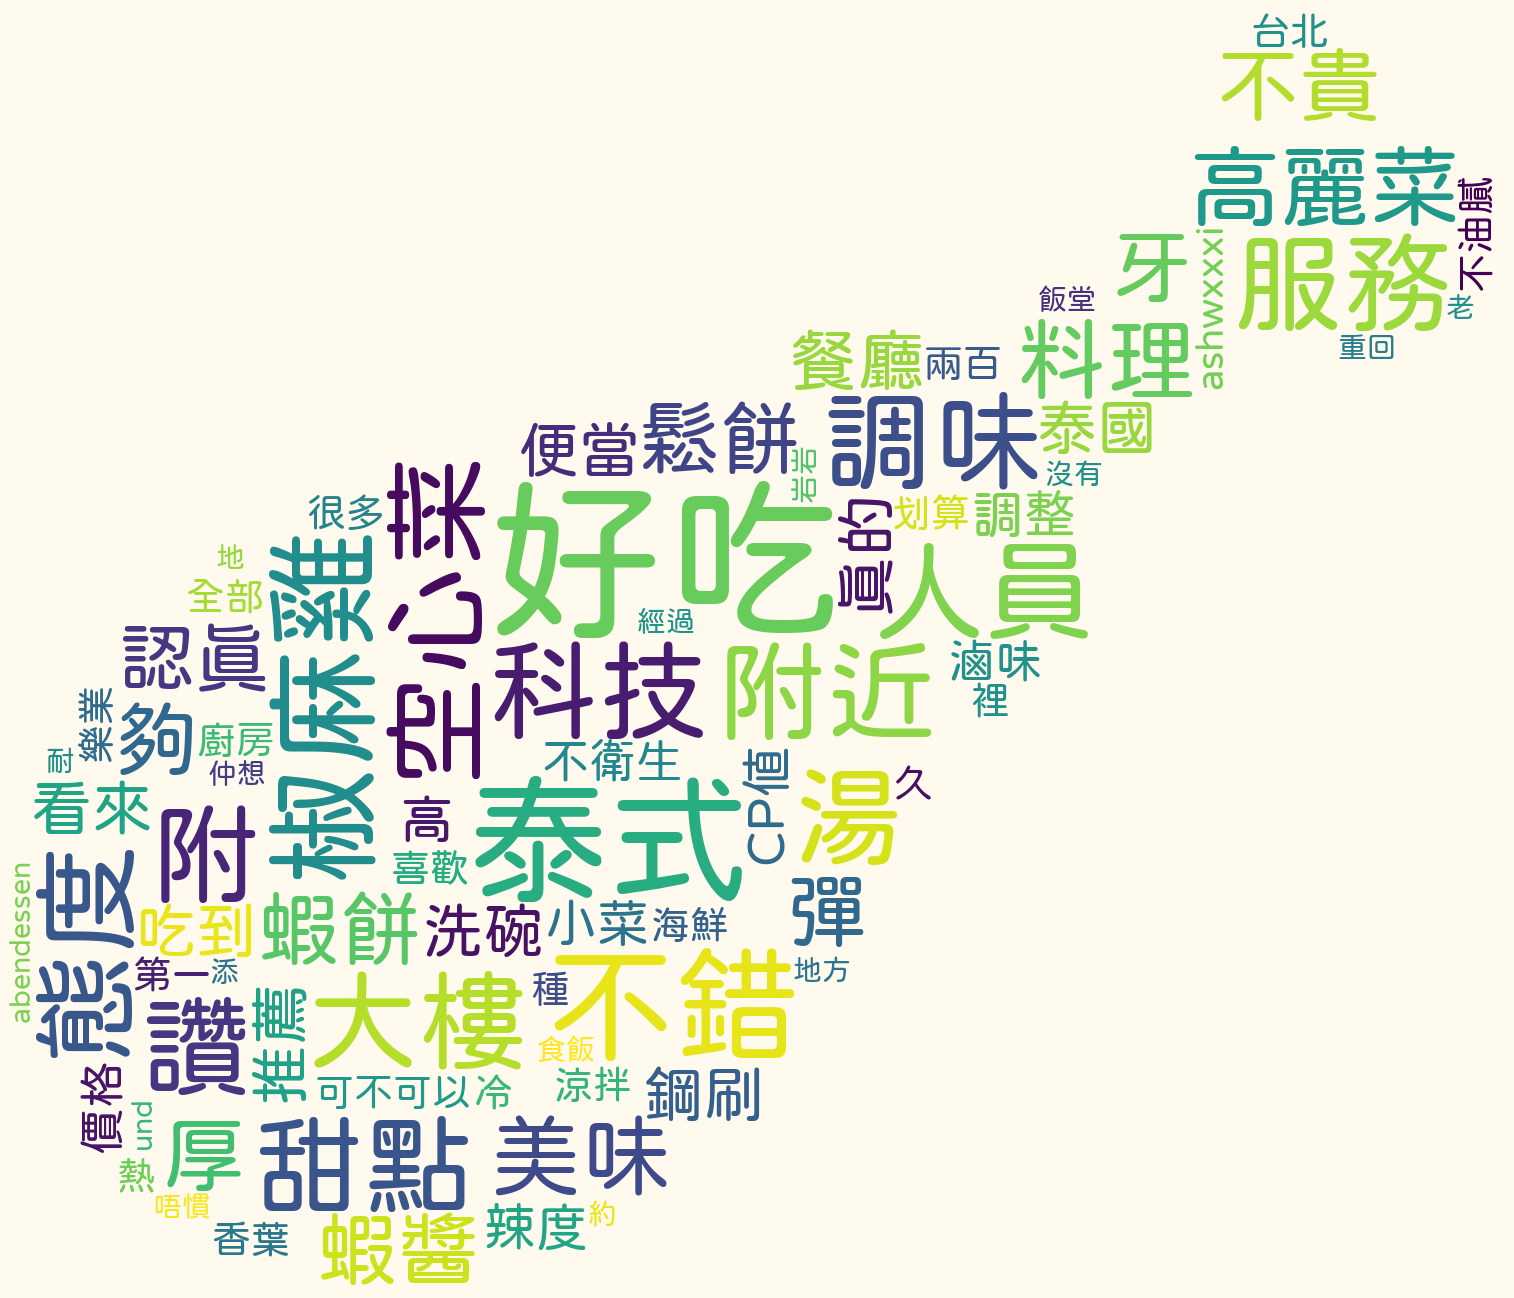 台北
不貴
高麗菜
不油膩
牙
ashwxxxi
服務
飯堂
老
料理
重回
餐廳
兩百
調味
泰國
便當
鬆餅
岩岩
沒有
空心菜
好吃
真的
划算
調整
很多
椒麻雞
人員
地
全部
經過
認真
科技
附近
滷味
裡
樂業
夠
廚房
不衛生
CP值
耐
仲想
看來
附
高
泰式
湯
久
態度
喜歡
彈
abendessen
吃到
蝦餅
洗碗
小菜
海鮮
第一
添
讚
推薦
大樓
種
不錯
地方
食飯
價格
可不可以
冷
涼拌
鋼刷
und
厚
甜點
美味
熱
唔慣
香葉
蝦醬
辣度
約